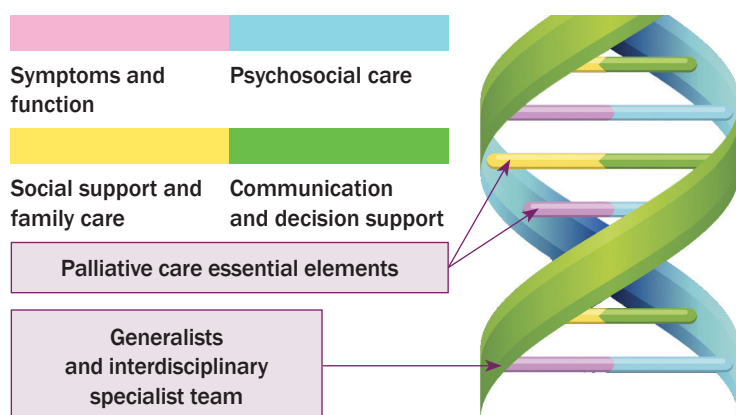 Symptoms and
function
Psychosocial care
Social support and
family care
Communication
and decision support
Palliative care essential elements
Generalists
and interdisciplinary
specialist team